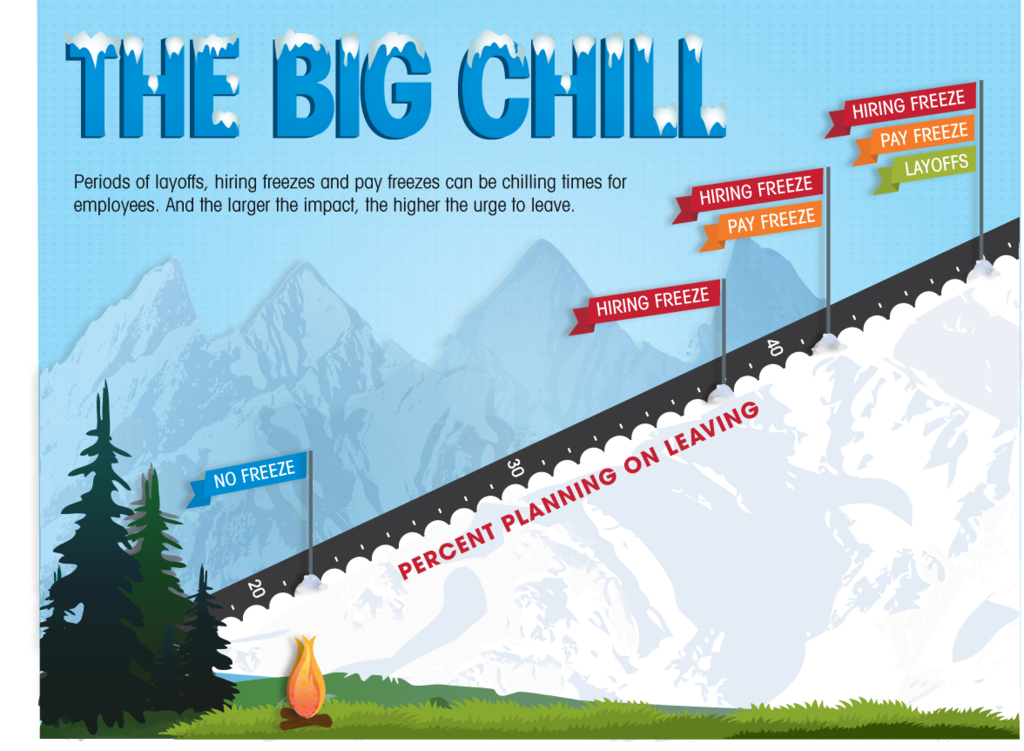 THE BIG CHILL
Periods of layoffs, hiring freezes and pay freezes can be chilling times for
employees. And the larger the impact, the higher the urge to leave.
HIRING FREEZE
PAY FREEZE
LAYOFFS
HIRING FREEZE
PAY FREEZE
HIRING FREEZE
NO FREEZE
20
30
40
PERCENT PLANNING ON LEAVING